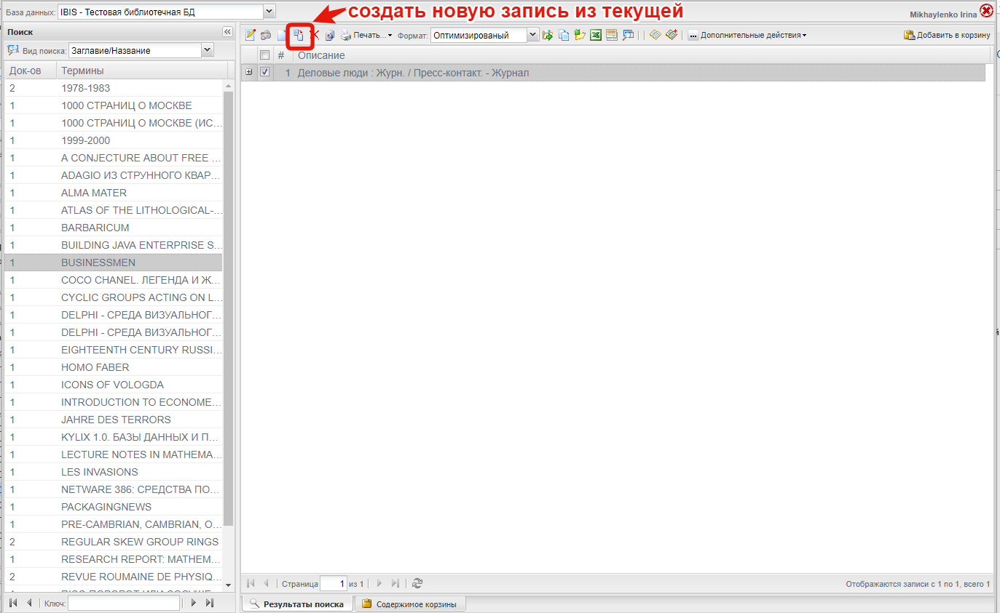 База данных: IBIS - Тестовая библиотечная БД
создать новую запись из текущей
Mikhaylenko Irina
Поиск
Печать... Формат: Оптимизированый Дополнительные действия Добавить в корзину
Вид поиска: Заглавие/Название
# Описание
Док-ов Термины
1 Деловые люди : Журн. / Пресс-контакт. - Журнал
2 1978-1983
1 1000 СТРАНИЦ О МОСКВЕ
1 1000 СТРАНИЦ О МОСКВЕ (ИС...
1 1999-2000
1 A CONJECTURE ABOUT FREE ...
1 ADAGIO ИЗ СТРУННОГО КВАР...
1 ALMA MATER
1 ATLAS OF THE LITHOLOGICAL-...
1 BARBARICUM
1 BUILDING JAVA ENTERPRISE S...
1 BUSINESSMEN
1 COCO CHANEL. ЛЕГЕНДА И Ж...
1 CYCLIC GROUPS ACTING ON L...
1 DELPHI - СРЕДА ВИЗУАЛЬНОГ...
1 DELPHI - СРЕДА ВИЗУАЛЬНОГ...
1 EIGHTEENTH CENTURY RUSSI...
1 HOMO FABER
1 ICONS OF VOLOGDA
1 INTRODUCTION TO ECONOME...
1 JAHRE DES TERRORS
1 KYLIX 1.0. БАЗЫ ДАННЫХ И П...
1 LECTURE NOTES IN MATHEMA...
1 LES INVASIONS
1 NETWARE 386: СРЕДСТВА ПО...
1 PACKAGINGNEWS
1 PRE-CAMBRIAN, CAMBRIAN, O...
2 REGULAR SKEW GROUP RINGS
1 RESEARCH REPORT: MATHEM...
2 REVUE ROUMAINE DE PHYSIQ...
Страница 1 из 1
Отображаются записи с 1 по 1, всего 1
Ключ:
Результаты поиска Содержимое корзины